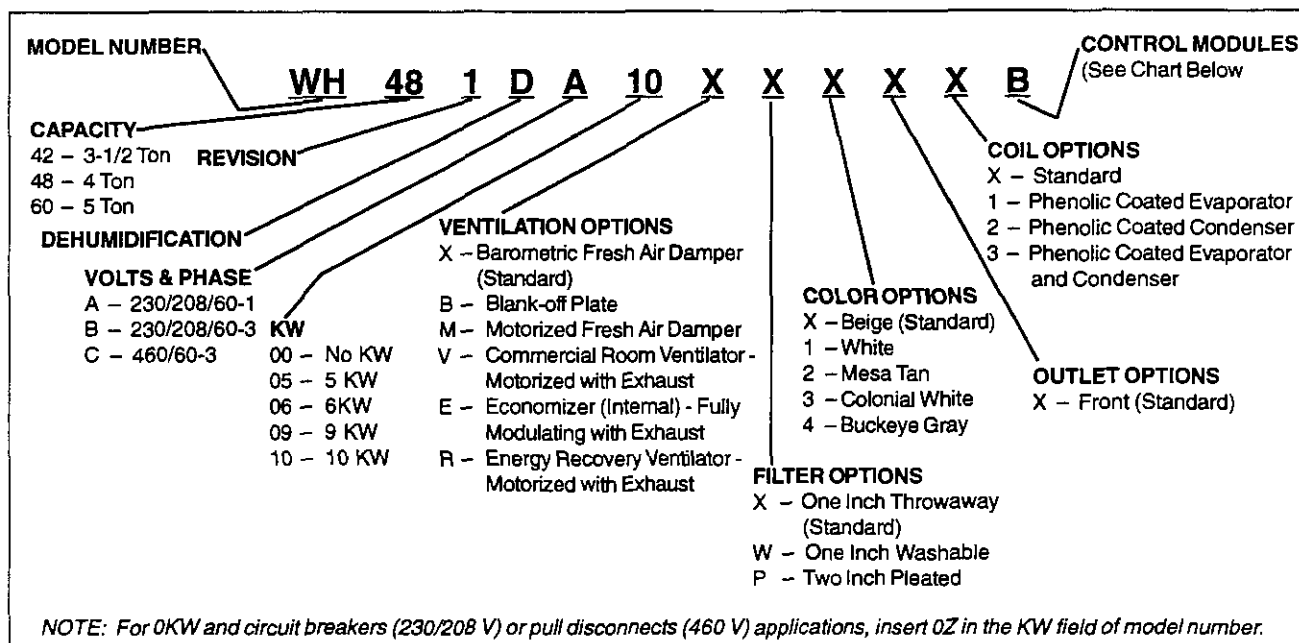 MODEL NUMBER
WH 48 1 D A 10 X X X X X B
CONTROL MODULES
(See Chart Below
CAPACITY
42 – 3-1/2 Ton
48 – 4 Ton
60 – 5 Ton
REVISION
DEHUMIDIFICATION
VOLTS & PHASE
A – 230/208/60-1
B – 230/208/60-3
C – 460/60-3
KW
00 – No KW
05 – 5 KW
06 – 6KW
09 – 9 KW
10 – 10 KW
VENTILATION OPTIONS
X – Barometric Fresh Air Damper
(Standard)
B – Blank-off Plate
M – Motorized Fresh Air Damper
V – Commercial Room Ventilator -
Motorized with Exhaust
E – Economizer (Internal) - Fully
Modulating with Exhaust
R – Energy Recovery Ventilator -
Motorized with Exhaust
FILTER OPTIONS
X – One Inch Throwaway
(Standard)
W – One Inch Washable
P – Two Inch Pleated
COLOR OPTIONS
X – Beige (Standard)
1 – White
2 – Mesa Tan
3 – Colonial White
4 – Buckeye Gray
OUTLET OPTIONS
X – Front (Standard)
COIL OPTIONS
X – Standard
1 – Phenolic Coated Evaporator
2 – Phenolic Coated Condenser
3 – Phenolic Coated Evaporator
and Condenser
NOTE: For 0KW and circuit breakers (230/208 V) or pull disconnects (460 V) applications, insert 0Z in the KW field of model number.